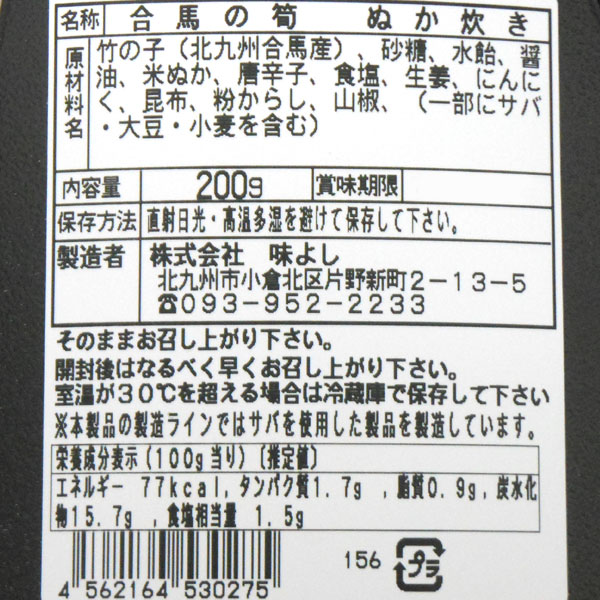 名称 合馬の筍 ぬか炊き
原材料名 竹の子（北九州合馬産）、砂糖、水飴、醤
油、米ぬか、唐辛子、食塩、生姜、にんに
く、昆布、粉からし、山椒、（一部にサバ
・大豆・小麦を含む）
内容量 200g 賞味期限
保存方法 直射日光・高温多湿を避けて保存して下さい。
製造者 株式会社 味よし
北九州市小倉北区片野新町2-13-5
☎093-952-2233
そのままお召し上がり下さい。
開封後はなるべく早くお召し上がり下さい。
室温が30℃を超える場合は冷蔵庫で保存して下さい
※本製品の製造ラインではサバを使用した製品を製造しています。
栄養成分表示（100g当り）〔推定値〕
エネルギー 77kcal，タンパク質1.7g ，脂質0.9g，炭水化
物15.7g ，食塩相当量 1.5g
156 プラ
4 562164 530275